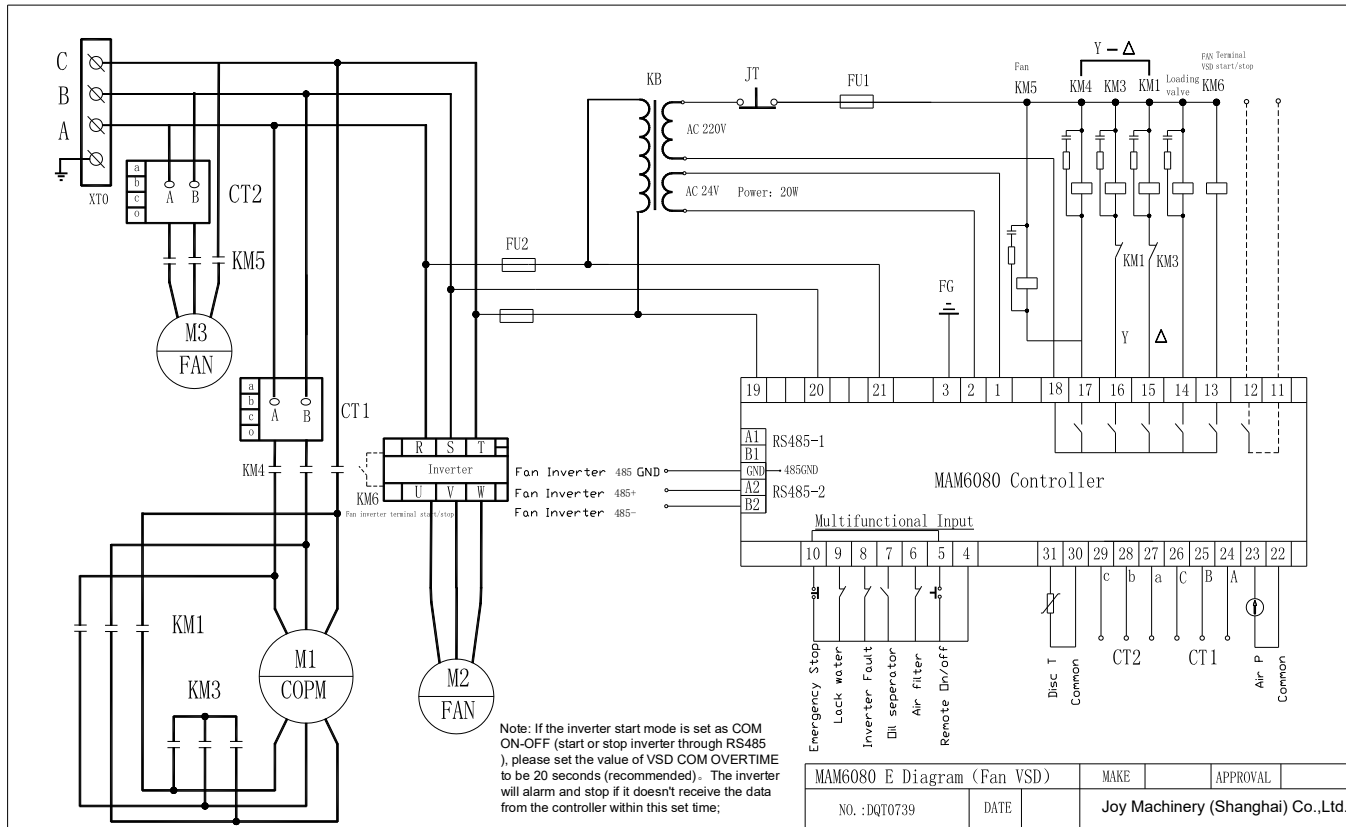 C
B
A
XT0
a
b
c
o
A B
CT2
KM5
M3
FAN
a
b
c
o
A B
CT1
KM4
KM1
M1
COPM
KM3
R S T
Inverter
U V W
KM6
Fan inverter terminal start/stop
M2
FAN
FU2
KB
AC 220V
AC 24V Power: 20W
JT
FU1
Fan
KM5
Y — Δ
KM4 KM3 KM1
Loading
valve
FAN Terminal
VSD start/stop
KM6
KM1 KM3
Y Δ
FG
19 20 21 3 2 1 18 17 16 15 14 13 12 11
A1
B1
GND
A2
B2
RS485-1
485GND
RS485-2
Fan Inverter 485 GND
Fan Inverter 485+
Fan Inverter 485-
MAM6080 Controller
Multifunctional Input
10 9 8 7 6 5 4 31 30 29 28 27 26 25 24 23 22
c b a C B A
CT2 CT1
Emergency Stop
Lack water
Inverter Fault
Oil seperator
Air filter
Remote On/off
Disc T
Common
Air P
Common
Note: If the inverter start mode is set as COM
ON-OFF (start or stop inverter through RS485
), please set the value of VSD COM OVERTIME
to be 20 seconds (recommended)。The inverter
will alarm and stop if it doesn't receive the data
from the controller within this set time;
MAM6080 E Diagram (Fan VSD) MAKE APPROVAL
NO.:DQT0739 DATE Joy Machinery (Shanghai) Co.,Ltd.